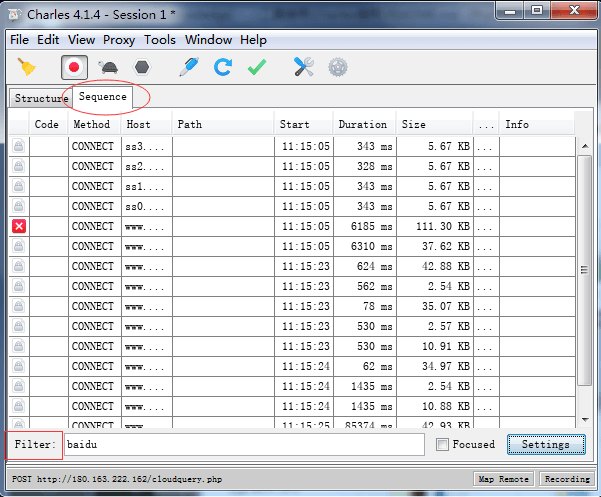 Charles 4.1.4 - Session 1 *
File Edit View Proxy Tools Window Help
Structure Sequence
Code Method Host Path Start Duration Size ... Info
CONNECT ss3.... 11:15:05 343 ms 5.67 KB ...
CONNECT ss2.... 11:15:05 328 ms 5.67 KB ...
CONNECT ss1.... 11:15:05 343 ms 5.67 KB ...
CONNECT ss0.... 11:15:05 343 ms 5.67 KB ...
CONNECT www.... 11:15:05 6185 ms 111.30 KB ...
CONNECT www.... 11:15:05 6310 ms 37.62 KB ...
CONNECT www.... 11:15:23 624 ms 42.88 KB ...
CONNECT www.... 11:15:23 562 ms 2.54 KB ...
CONNECT www.... 11:15:23 78 ms 35.07 KB ...
CONNECT www.... 11:15:23 530 ms 2.57 KB ...
CONNECT www.... 11:15:23 530 ms 10.91 KB ...
CONNECT www.... 11:15:24 62 ms 34.97 KB ...
CONNECT www.... 11:15:24 1435 ms 2.54 KB ...
CONNECT www.... 11:15:24 1435 ms 10.88 KB ...
CONNECT www.... 11:15:25 85374 ms 42.93 KB ...
Filter: baidu Focused Settings
POST http://180.163.222.162/cloudquery.php Map Remote Recording